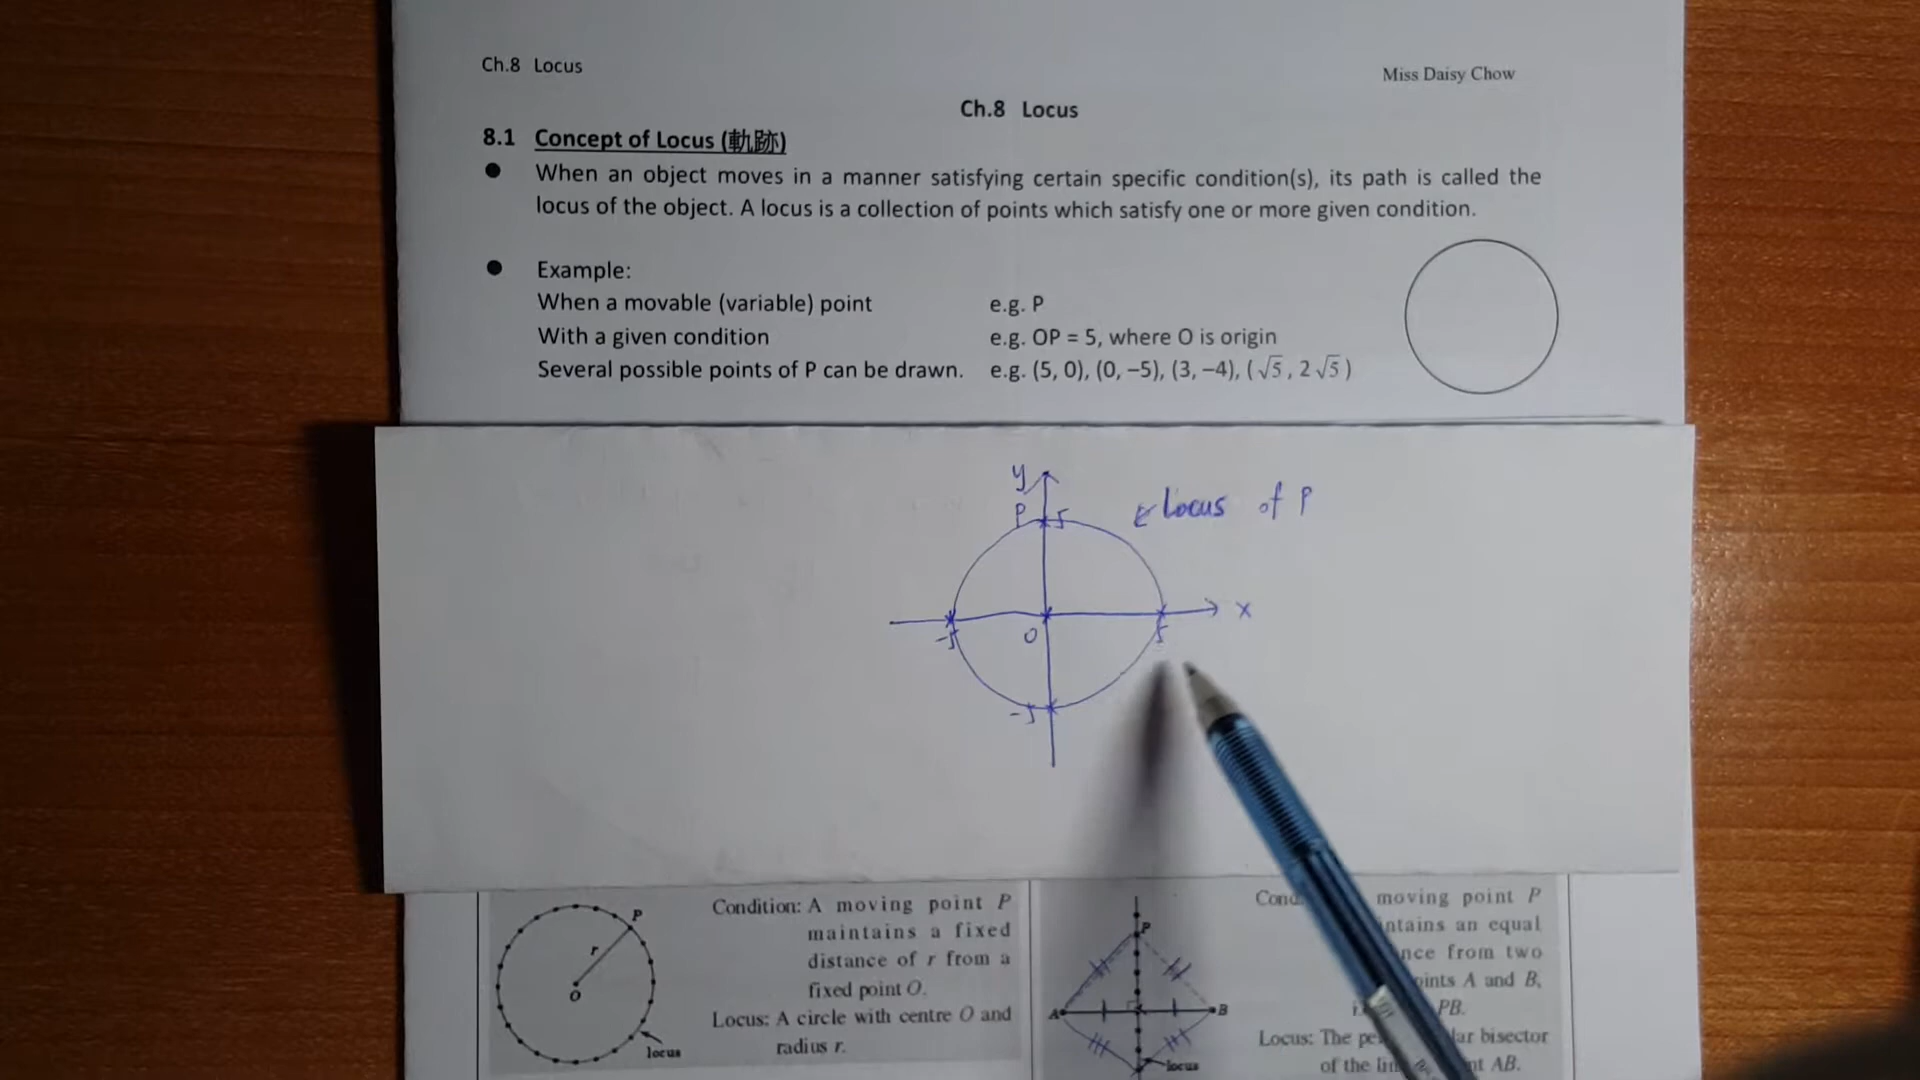 Ch.8 Locus
Miss Daisy Chow
Ch.8 Locus
8.1 Concept of Locus (軌跡)
● When an object moves in a manner satisfying certain specific condition(s), its path is called the
locus of the object. A locus is a collection of points which satisfy one or more given condition.
● Example:
When a movable (variable) point e.g. P
With a given condition e.g. OP = 5, where O is origin
Several possible points of P can be drawn. e.g. (5, 0), (0, –5), (3, –4), (√5, 2√5)
y
P 5
Locus of P
x
-5 0 5
-5
P
r
O
locus
Condition: A moving point P
maintains a fixed
distance of r from a
fixed point O.
Locus: A circle with centre O and
radius r.
P
A B
locus
moving point P
an equal
from two
A and B,
PB.
Locus: The bisector
of the AB.